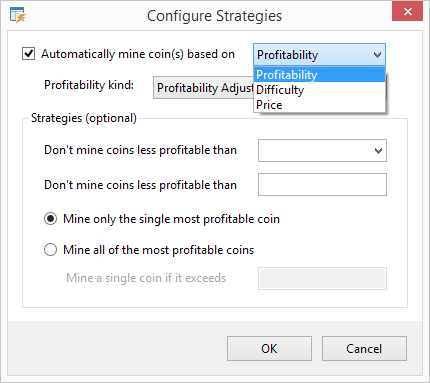 Configure Strategies
Automatically mine coin(s) based on Profitability
Profitability
Difficulty
Price
Profitability kind: Profitability Adjust
Strategies (optional)
Don't mine coins less profitable than
Don't mine coins less profitable than
Mine only the single most profitable coin
Mine all of the most profitable coins
Mine a single coin if it exceeds
OK Cancel